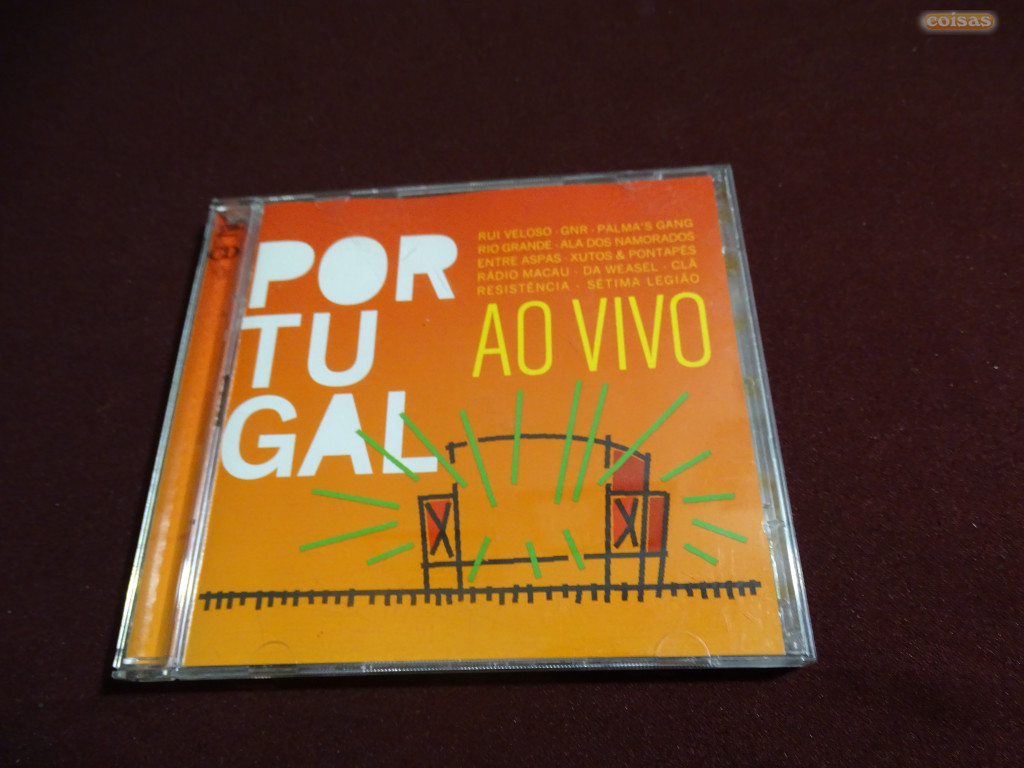 coisas
CD
POR
TU
GAL
RUI VELOSO · GNR · PALMA'S GANG
RIO GRANDE · ALA DOS NAMORADOS
ENTRE ASPAS · XUTOS & PONTAPÉS
RÁDIO MACAU · DA WEASEL · CLÃ
RESISTÊNCIA · SÉTIMA LEGIÃO
AO VIVO
X X